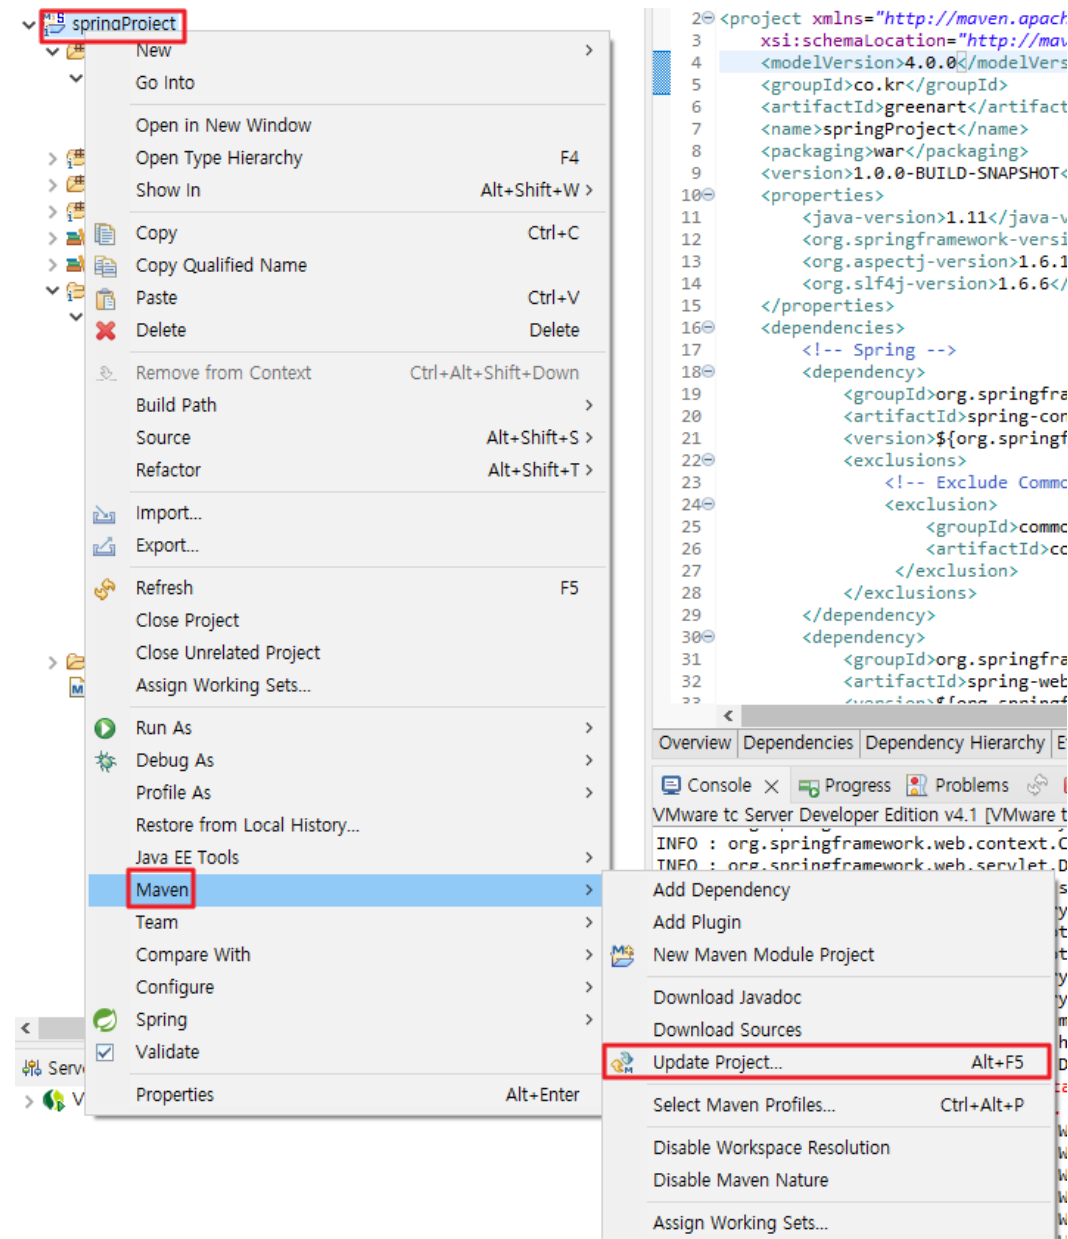 springProject
New
Go Into
Open in New Window
Open Type Hierarchy F4
Show In Alt+Shift+W
Copy Ctrl+C
Copy Qualified Name
Paste Ctrl+V
Delete Delete
Remove from Context Ctrl+Alt+Shift+Down
Build Path
Source Alt+Shift+S
Refactor Alt+Shift+T
Import...
Export...
Refresh F5
Close Project
Close Unrelated Project
Assign Working Sets...
Run As
Debug As
Profile As
Restore from Local History...
Java EE Tools
Maven
Team
Compare With
Configure
Spring
Validate
Properties Alt+Enter
Serv
V
2 <project xmlns="http://maven.apach
3 xsi:schemaLocation="http://mav
4 <modelVersion>4.0.0</modelVers
5 <groupId>co.kr</groupId>
6 <artifactId>greenart</artifact
7 <name>springProject</name>
8 <packaging>war</packaging>
9 <version>1.0.0-BUILD-SNAPSHOT<
10 <properties>
11 <java-version>1.11</java-v
12 <org.springframework-versi
13 <org.aspectj-version>1.6.1
14 <org.slf4j-version>1.6.6</
15 </properties>
16 <dependencies>
17 <!-- Spring -->
18 <dependency>
19 <groupId>org.springfra
20 <artifactId>spring-con
21 <version>${org.springf
22 <exclusions>
23 <!-- Exclude Commo
24 <exclusion>
25 <groupId>commo
26 <artifactId>co
27 </exclusion>
28 </exclusions>
29 </dependency>
30 <dependency>
31 <groupId>org.springfra
32 <artifactId>spring-web
33 <version>${org.springf
Overview Dependencies Dependency Hierarchy E
Console Progress Problems
VMware tc Server Developer Edition v4.1 [VMware t
INFO : org.springframework.web.context.C
INFO : org.springframework.web.servlet.D
Add Dependency
Add Plugin
New Maven Module Project
Download Javadoc
Download Sources
Update Project... Alt+F5
Select Maven Profiles... Ctrl+Alt+P
Disable Workspace Resolution
Disable Maven Nature
Assign Working Sets...